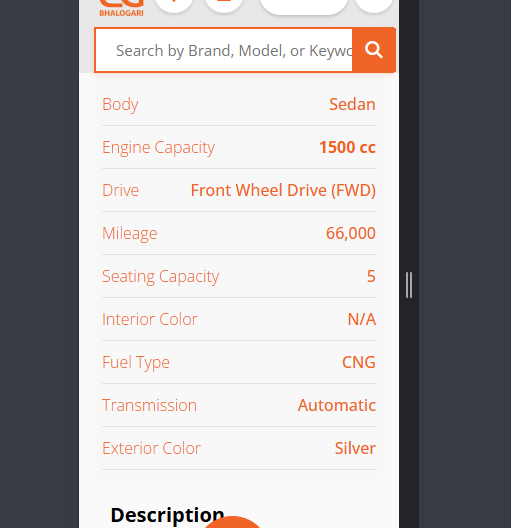 BHALOGARI
Search by Brand, Model, or Keywo
Body Sedan
Engine Capacity 1500 cc
Drive Front Wheel Drive (FWD)
Mileage 66,000
Seating Capacity 5
Interior Color N/A
Fuel Type CNG
Transmission Automatic
Exterior Color Silver
Description